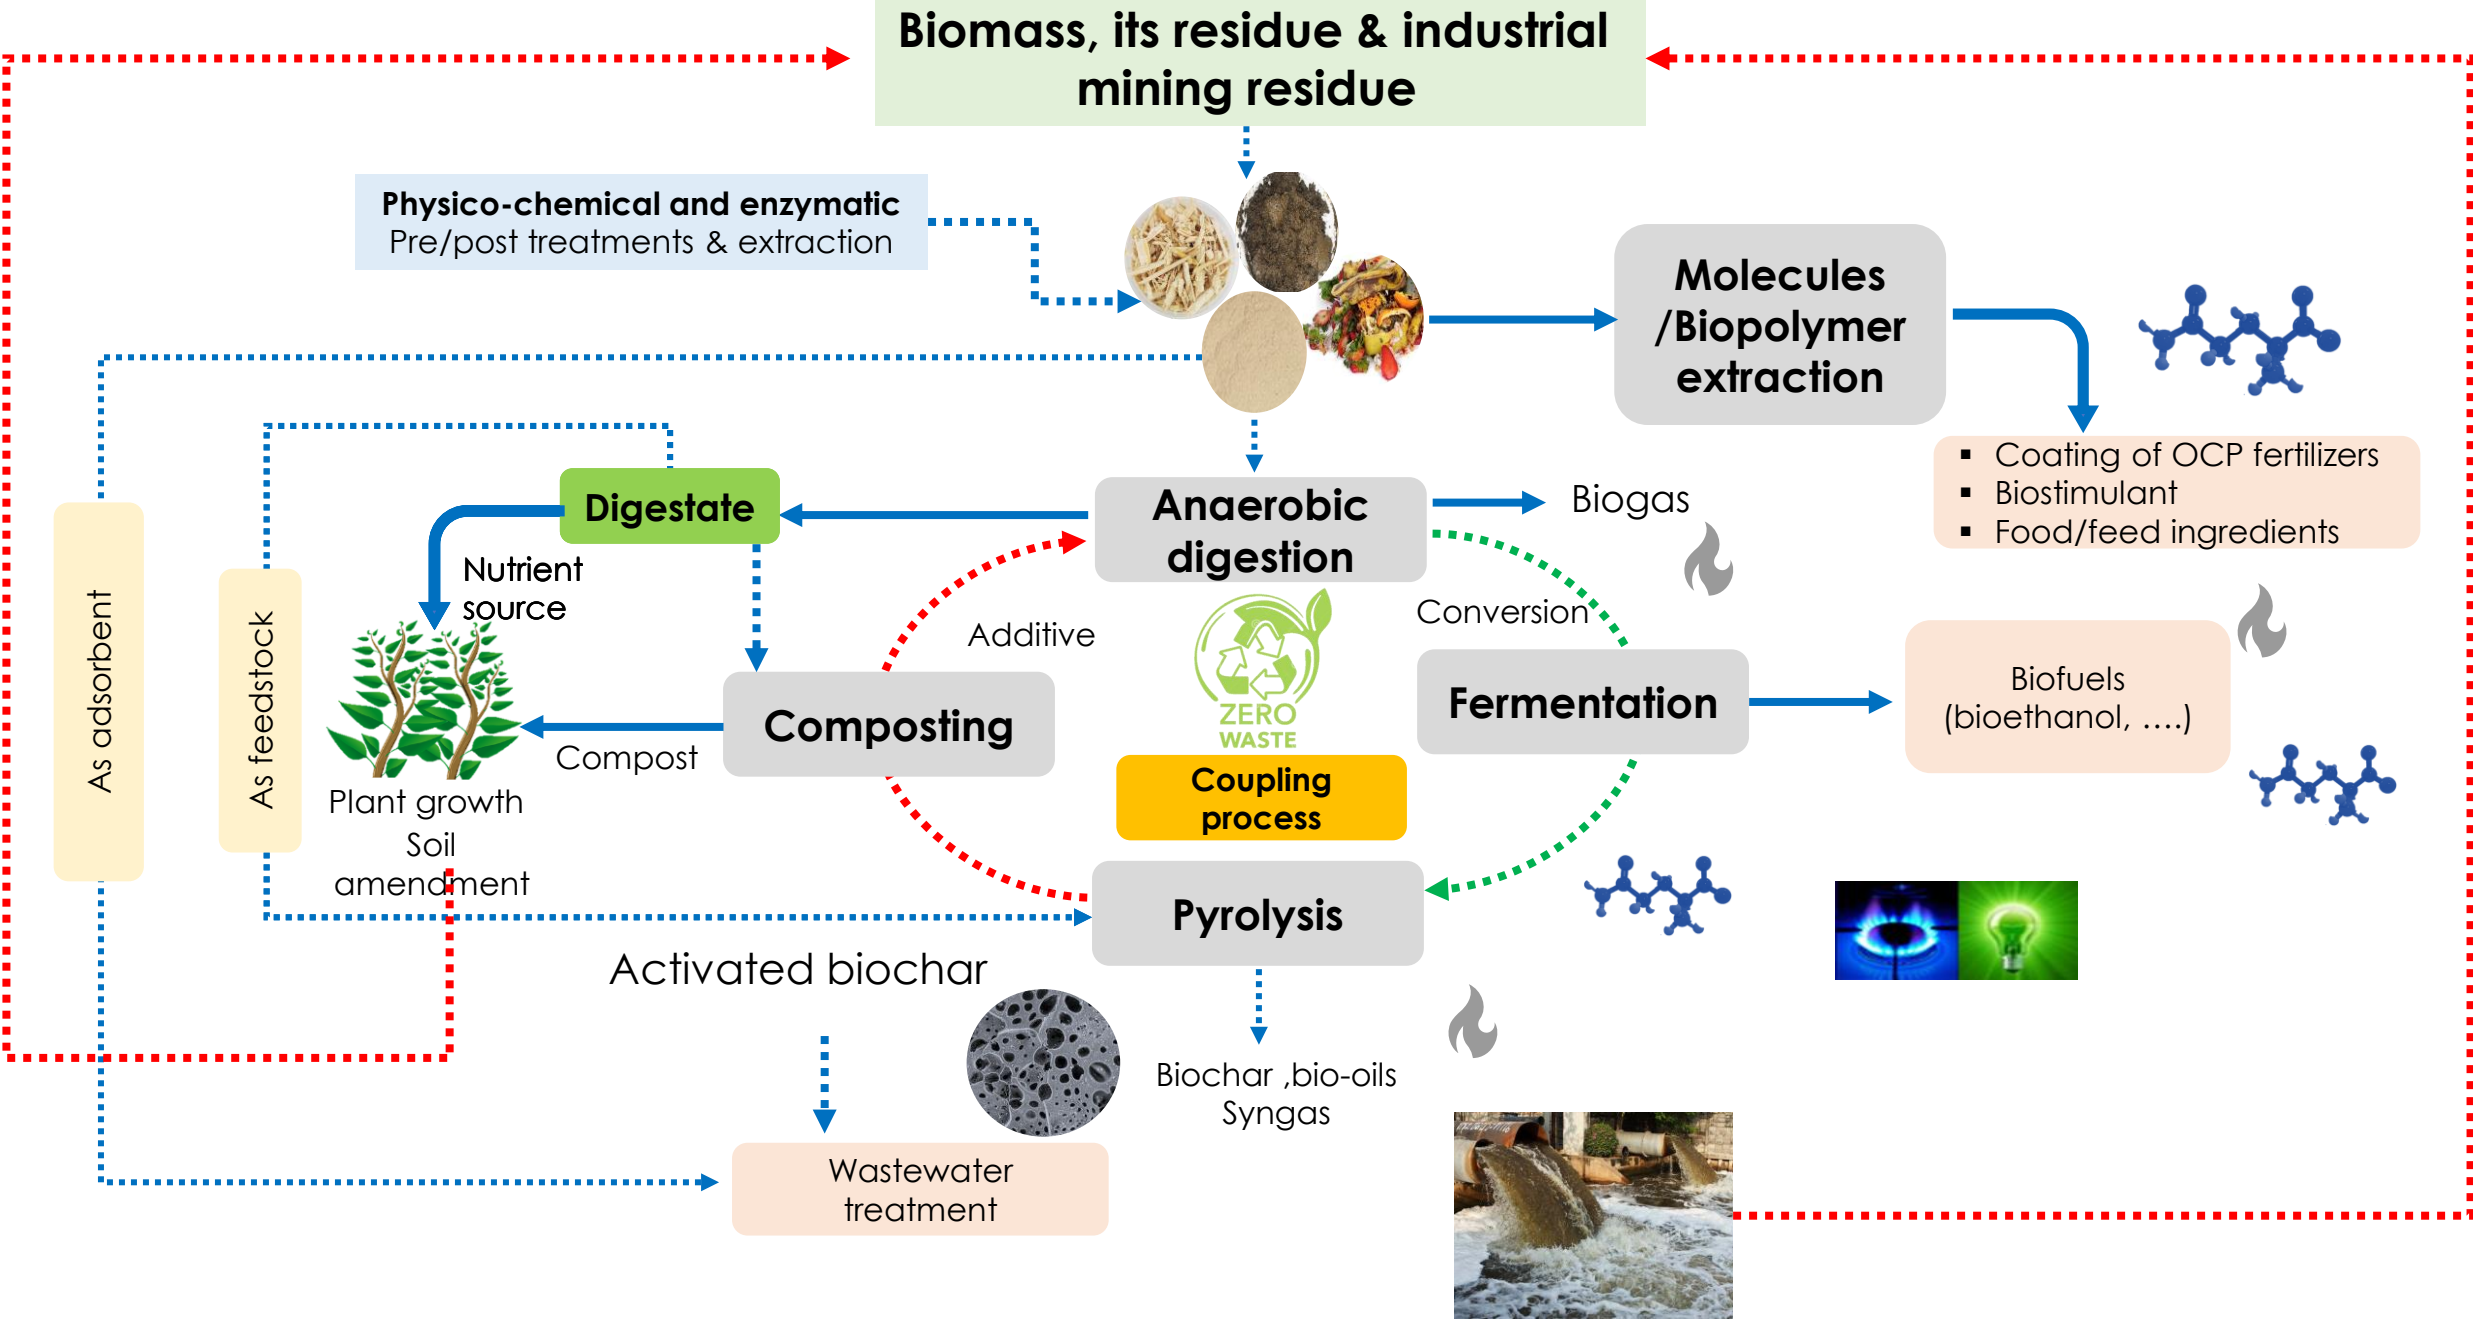 Biomass, its residue & industrial
mining residue
Physico-chemical and enzymatic
Pre/post treatments & extraction
Molecules
/Biopolymer
extraction
▪ Coating of OCP fertilizers
▪ Biostimulant
▪ Food/feed ingredients
Digestate
Anaerobic
digestion
Biogas
Nutrient
source
Additive
Conversion
As adsorbent
As feedstock
ZERO
WASTE
Composting
Compost
Fermentation
Biofuels
(bioethanol, ....)
Coupling
process
Plant growth
Soil
amendment
Pyrolysis
Activated biochar
Biochar ,bio-oils
Syngas
Wastewater
treatment